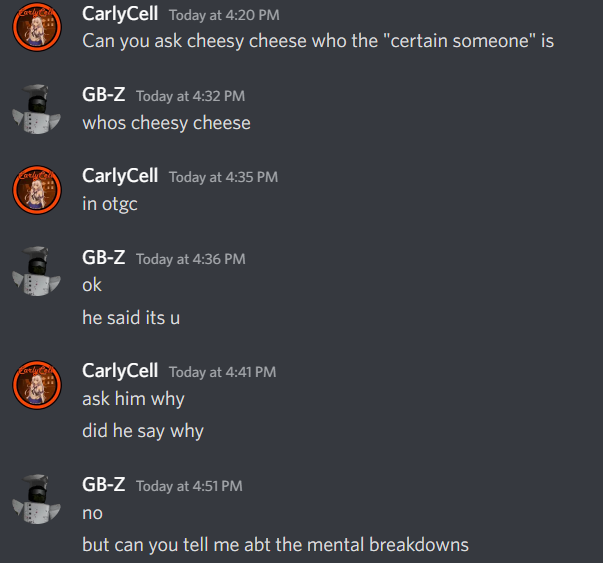 CarlyCell Today at 4:20 PM
Can you ask cheesy cheese who the "certain someone" is
GB-Z Today at 4:32 PM
whos cheesy cheese
CarlyCell Today at 4:35 PM
in otgc
GB-Z Today at 4:36 PM
ok
he said its u
CarlyCell Today at 4:41 PM
ask him why
did he say why
GB-Z Today at 4:51 PM
no
but can you tell me abt the mental breakdowns